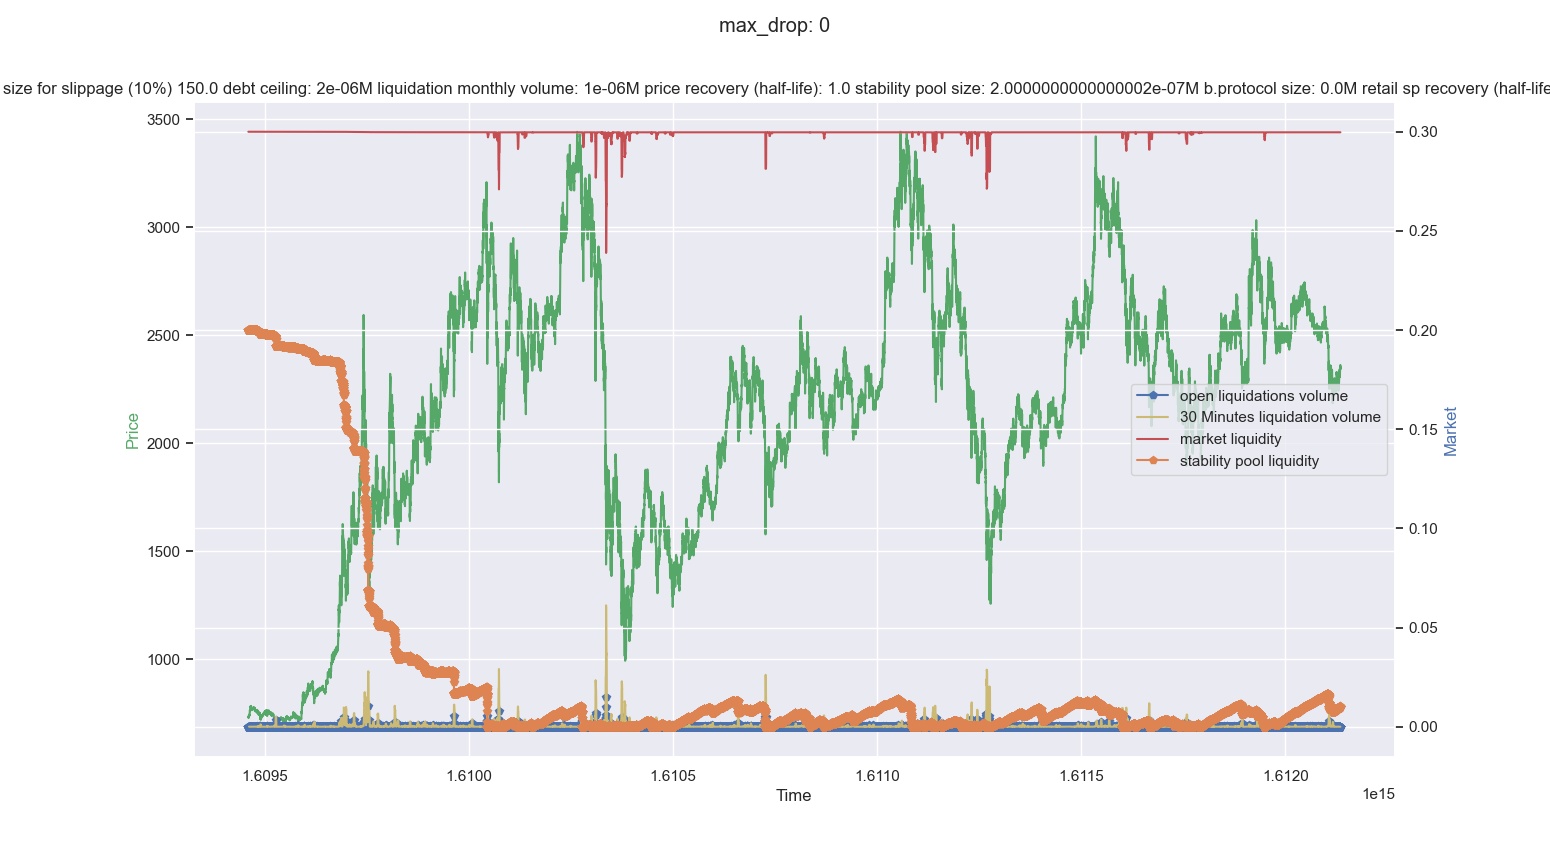 max_drop: 0
size for slippage (10%) 150.0 debt ceiling: 2e-06M liquidation monthly volume: 1e-06M price recovery (half-life): 1.0 stability pool size: 2.0000000000000002e-07M b.protocol size: 0.0M retail sp recovery (half-life
3500
3000
2500
2000
1500
1000
Price
0.30
0.25
0.20
0.15
0.10
0.05
0.00
Market
open liquidations volume
30 Minutes liquidation volume
market liquidity
stability pool liquidity
1.6095
1.6100
1.6105
1.6110
1.6115
1.6120
1e15
Time